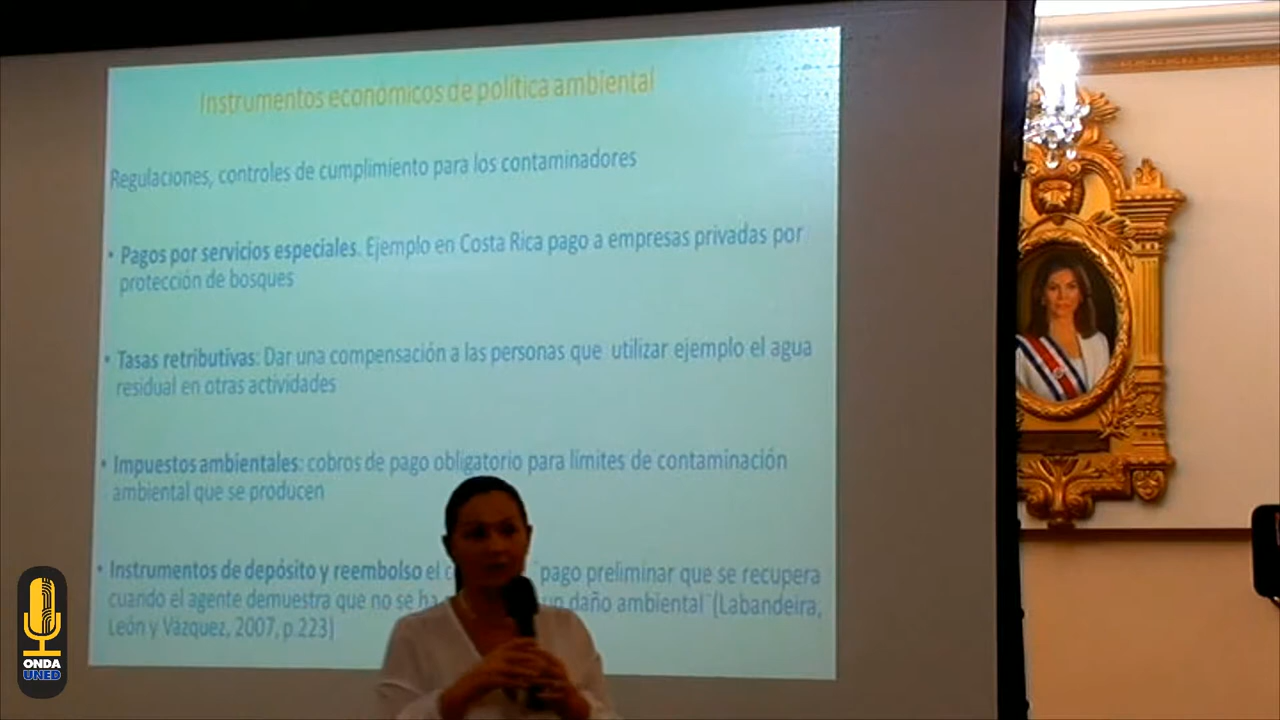 Instrumentos económicos de política ambiental
Regulaciones, controles de cumplimiento para los contaminadores
• Pagos por servicios especiales. Ejemplo en Costa Rica pago a empresas privadas por
protección de bosques
• Tasas retributivas: Dar una compensación a las personas que utilizar ejemplo el agua
residual en otras actividades
• Impuestos ambientales: cobros de pago obligatorio para limites de contaminación
ambiental que se producen
• Instrumentos de depósito y reembolso el pago preliminar que se recupera
cuando el agente demuestra que no se ha un daño ambiental¨(Labandeira,
León y Vázquez, 2007, p.223)
ONDA
UNED